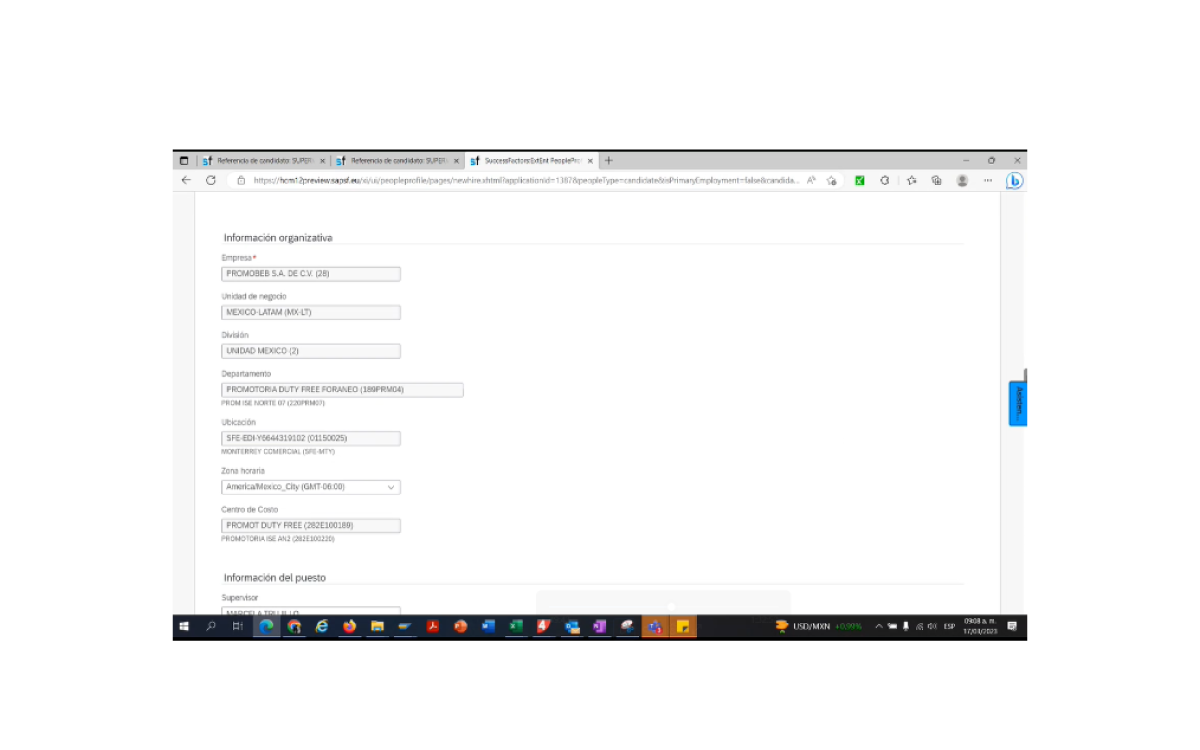 Referencia de candidato: SUPER
Referencia de candidato: SUPER
SuccessFactors:ExtEnt PeoplePro
https://hcm12preview.sapsf.eu/xi/ui/peopleprofile/pages/newhire.xhtml?applicationId=1387&peopleType=candidate&isPrimaryEmployment=false&candida...
Información organizativa
Empresa*
PROMOBEB S.A. DE C.V. (28)
Unidad de negocio
MEXICO-LATAM (MX-LT)
División
UNIDAD MEXICO (2)
Departamento
PROMOTORIA DUTY FREE FORANEO (189PRM04)
PROM ISE NORTE 07 (220PRM07)
Ubicación
SFE-EDI-Y6644319102 (01150025)
MONTERREY COMERCIAL (SFE-MTY)
Zona horaria
America/Mexico_City (GMT-06:00)
Centro de Costo
PROMOT DUTY FREE (282E100189)
PROMOTORIA ISE AN2 (282E100220)
Información del puesto
Supervisor
MARCELA TRUJILLO
Asisten...
USD/MXN +0,99%
ESP
09:08 a. m.
17/03/2023